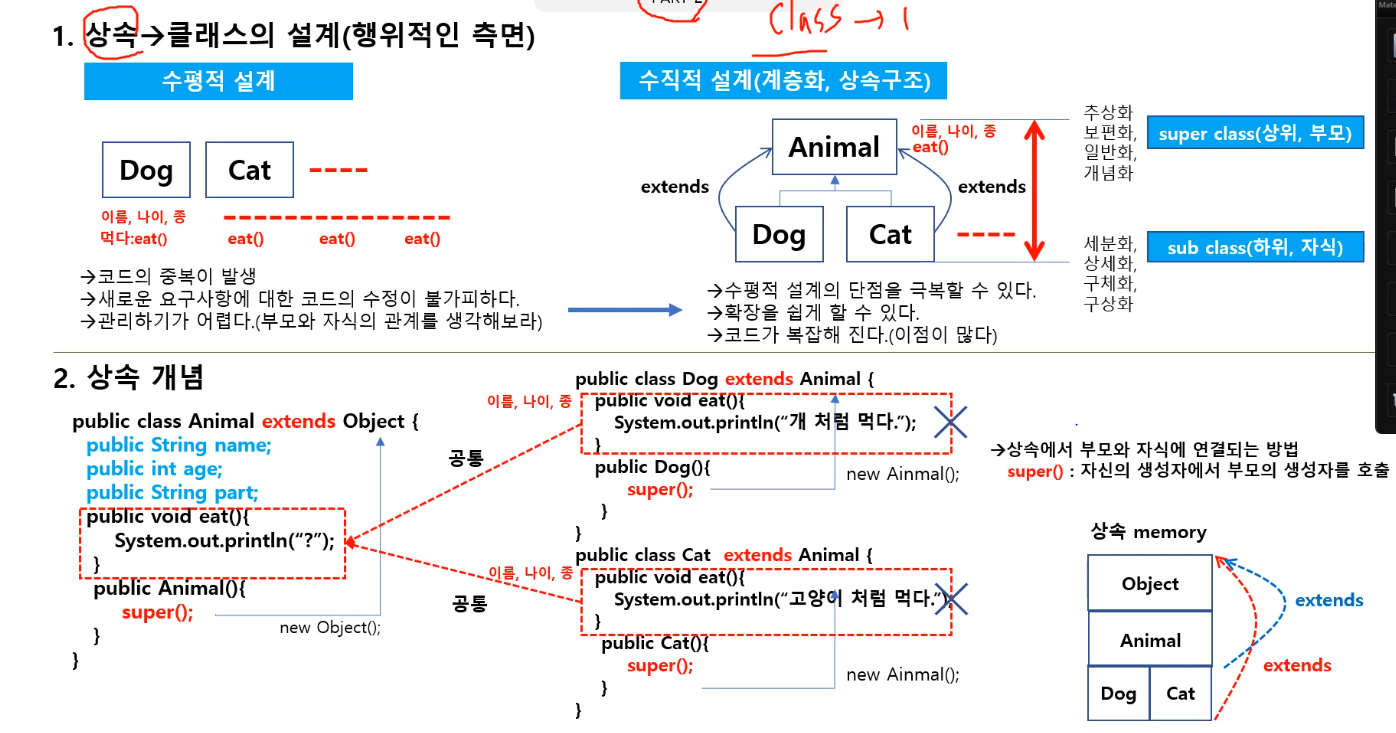 PART 2
Class → 1
1. 상속→클래스의 설계(행위적인 측면)
수평적 설계
Dog
Cat
이름, 나이, 종
먹다:eat()
eat()
eat()
eat()
→코드의 중복이 발생
→새로운 요구사항에 대한 코드의 수정이 불가피하다.
→관리하기가 어렵다.(부모와 자식의 관계를 생각해보라)
수직적 설계(계층화, 상속구조)
Animal
이름, 나이, 종
eat()
extends
extends
Dog
Cat
추상화
보편화,
일반화,
개념화
super class(상위, 부모)
세분화,
상세화,
구체화,
구상화
sub class(하위, 자식)
→수평적 설계의 단점을 극복할 수 있다.
→확장을 쉽게 할 수 있다.
→코드가 복잡해 진다.(이점이 많다)
2. 상속 개념
public class Animal extends Object {
public String name;
public int age;
public String part;
public void eat(){
System.out.println(“?”);
}
public Animal(){
super();
}
}
new Object();
이름, 나이, 종
공통
이름, 나이, 종
공통
public class Dog extends Animal {
public void eat(){
System.out.println(“개 처럼 먹다.”);
}
public Dog(){
super();
}
}
new Ainmal();
public class Cat extends Animal {
public void eat(){
System.out.println(“고양이 처럼 먹다.”);
}
public Cat(){
super();
}
}
new Ainmal();
→상속에서 부모와 자식에 연결되는 방법
super() : 자신의 생성자에서 부모의 생성자를 호출
상속 memory
Object
Animal
Dog
Cat
extends
extends